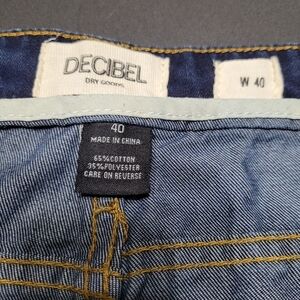 DECIBEL
DRY GOODS
W 40
40
MADE IN CHINA
65%COTTON
35%POLYESTER
CARE ON REVERSE